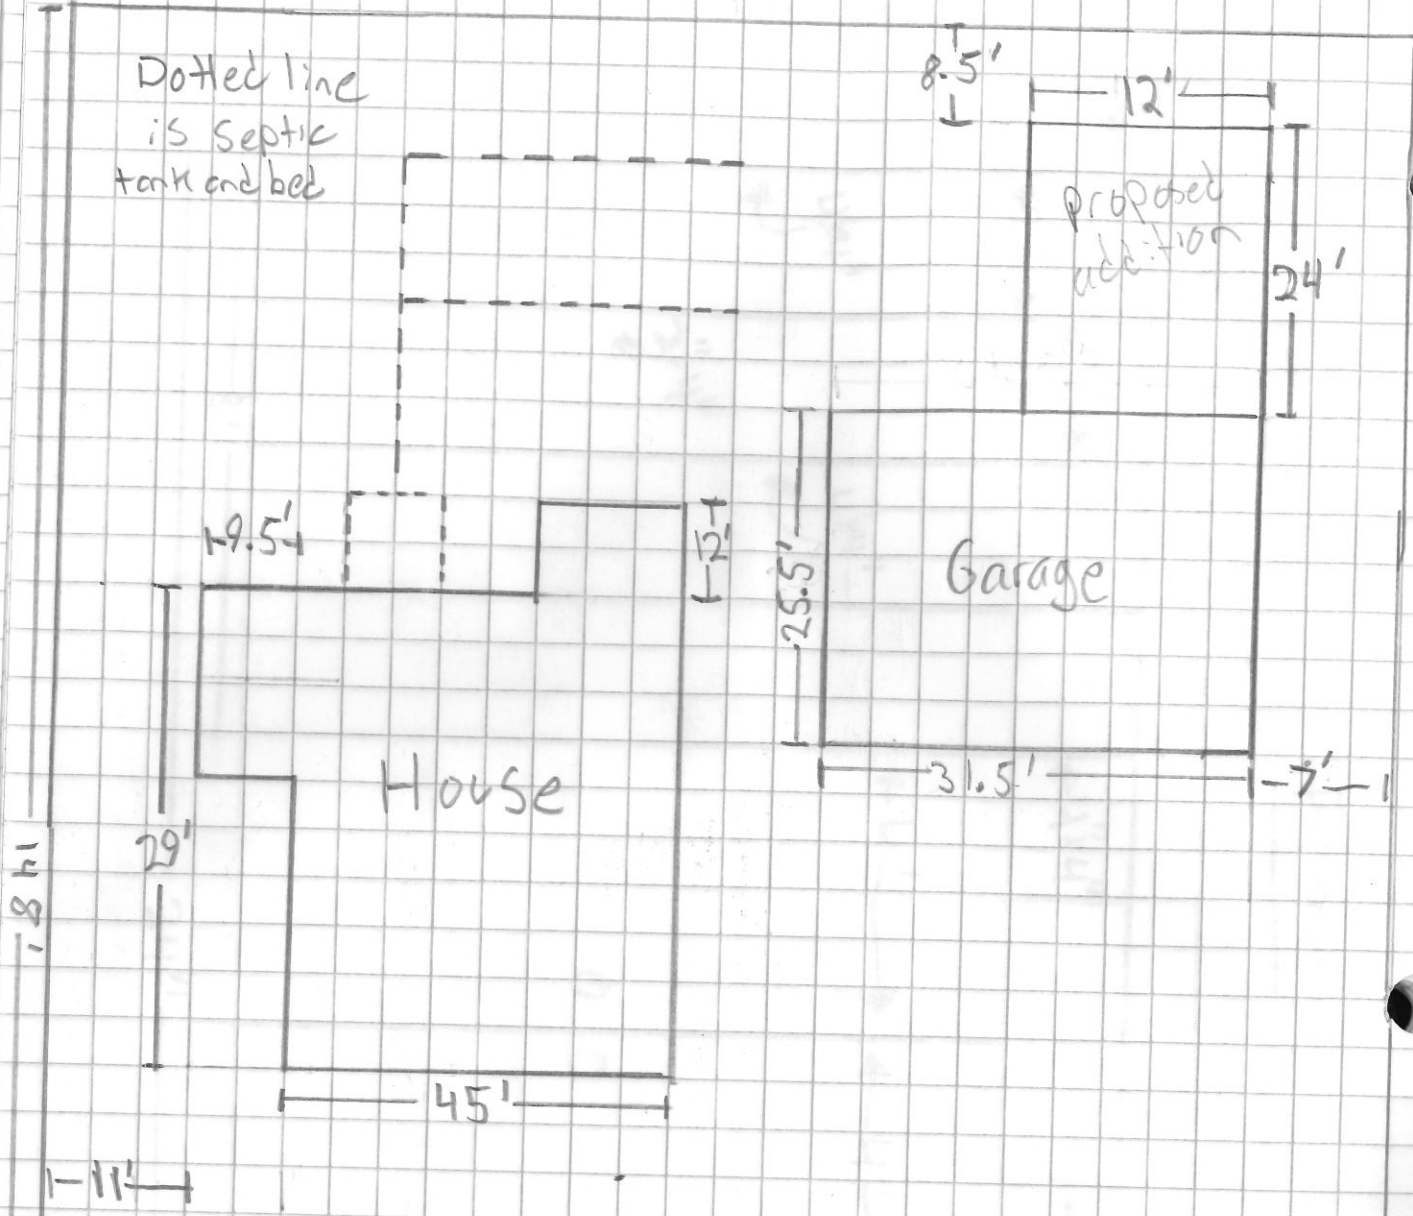 Dotted line
is septic
tank and bed
8.5'
12'
proposed
addition
24'
9.5'
12'
25.5'
Garage
House
31.5'
7'
29'
148'
45'
11'